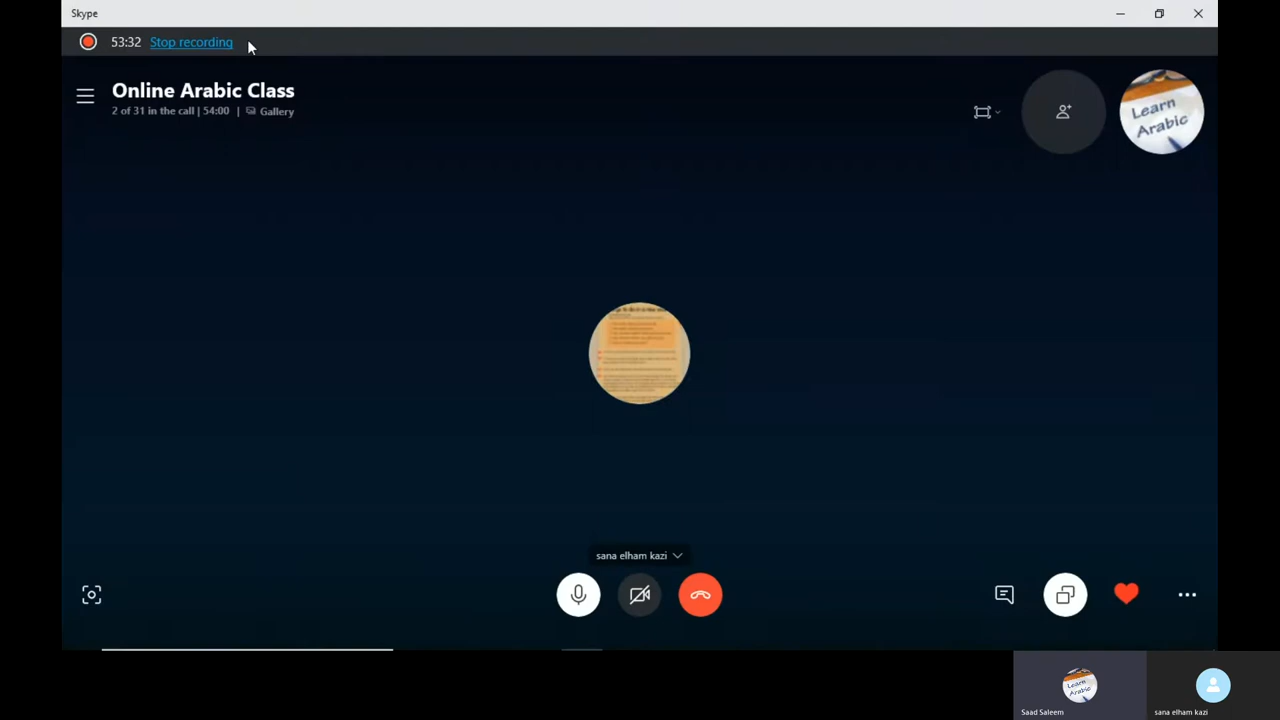 Skype
53:32 Stop recording
Online Arabic Class
2 of 31 in the call | 54:00 | Gallery
Learn
Arabic
sana elham kazi
Learn
Arabic
Saad Saleem
sana elham kazi